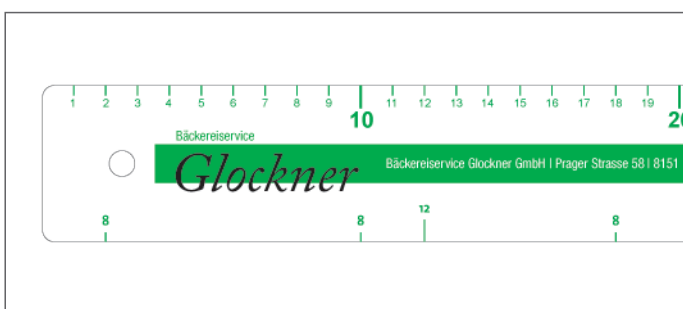 1 2 3 4 5 6 7 8 9 10 11 12 13 14 15 16 17 18 19 20
Bäckereiservice
Glockner
Bäckereiservice Glockner GmbH | Prager Strasse 58 | 8151
8 8 12 8